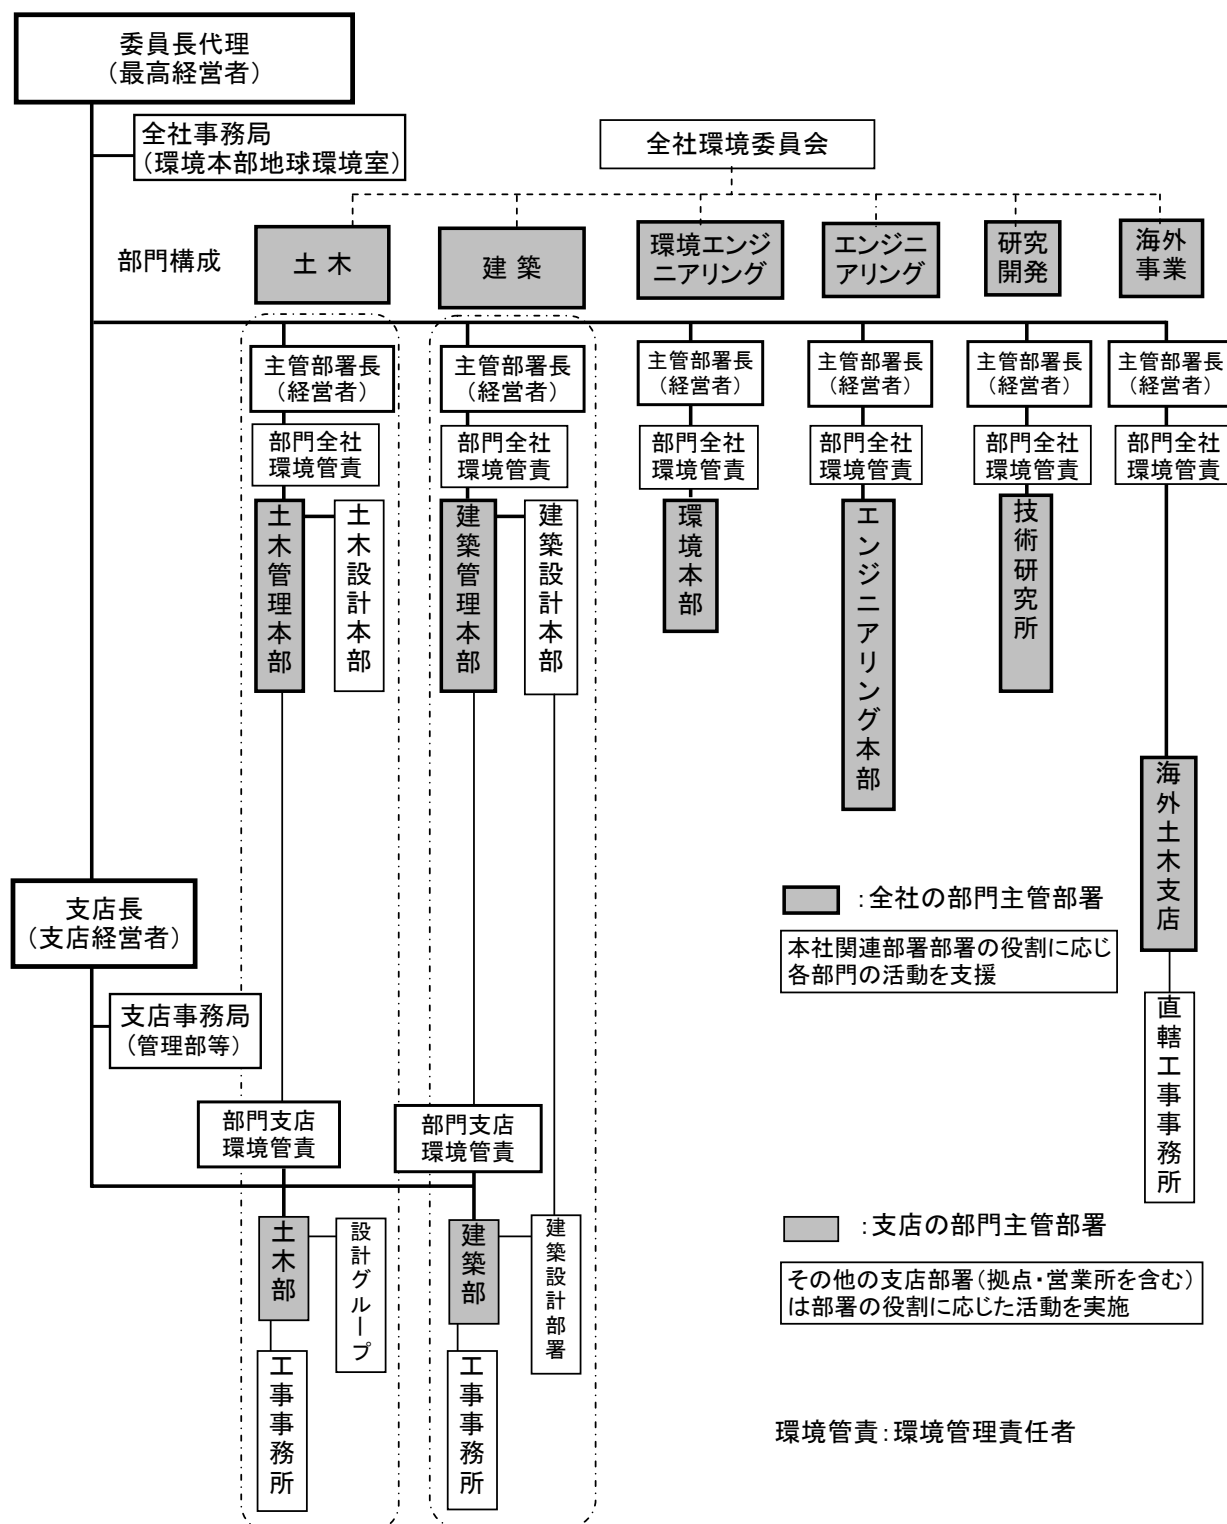 委員長代理
（最高経営者）
全社事務局
（環境本部地球環境室）
全社環境委員会
部門構成
土木
建築
環境エンジ
ニアリング
エンジニ
アリング
研究
開発
海外
事業
主管部署長
（経営者）
主管部署長
（経営者）
主管部署長
（経営者）
主管部署長
（経営者）
主管部署長
（経営者）
主管部署長
（経営者）
部門全社
環境管責
部門全社
環境管責
部門全社
環境管責
部門全社
環境管責
部門全社
環境管責
部門全社
環境管責
土木管理本部
土木設計本部
建築管理本部
建築設計本部
環境本部
エンジニアリング本部
技術研究所
海外土木支店
直轄工事事務所
支店長
（支店経営者）
支店事務局
（管理部等）
：全社の部門主管部署
本社関連部署部署の役割に応じ
各部門の活動を支援
部門支店
環境管責
部門支店
環境管責
土木部
設計グループ
建築部
建築設計部署
工事事務所
工事事務所
：支店の部門主管部署
その他の支店部署（拠点・営業所を含む）
は部署の役割に応じた活動を実施
環境管責：環境管理責任者